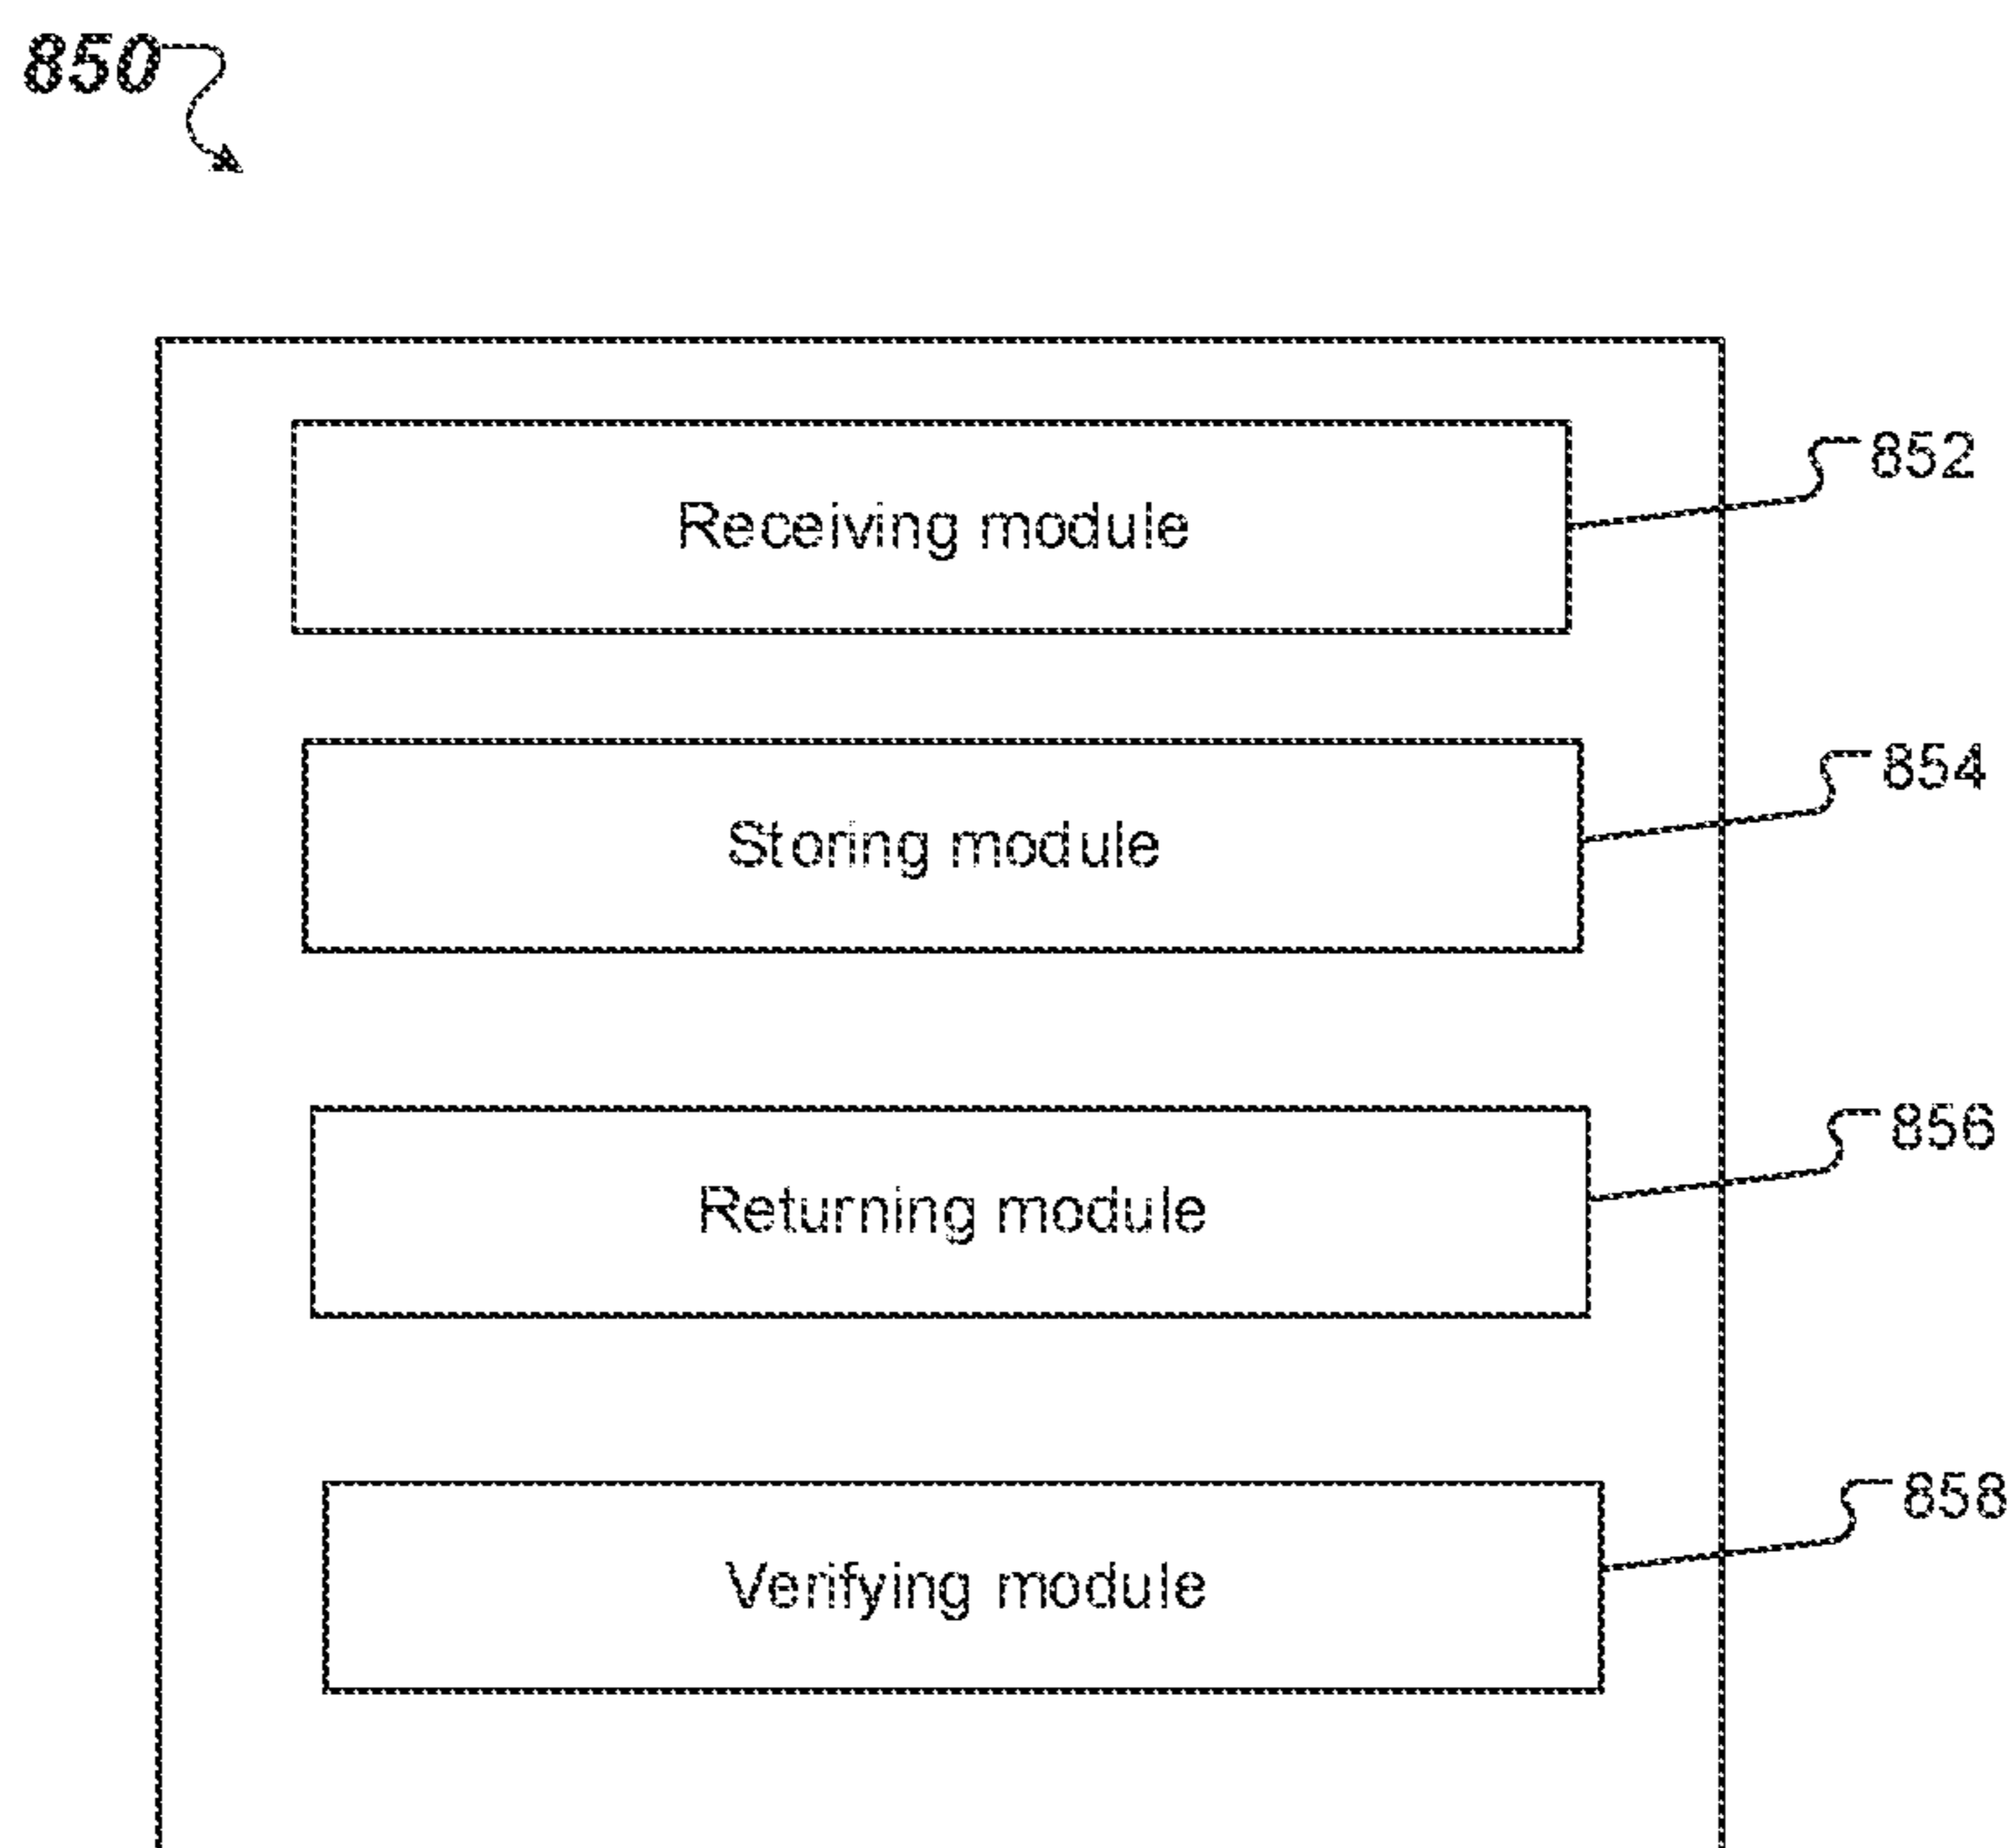 850
Receiving module
852
Storing module
854
Returning module
856
Verifying module
858